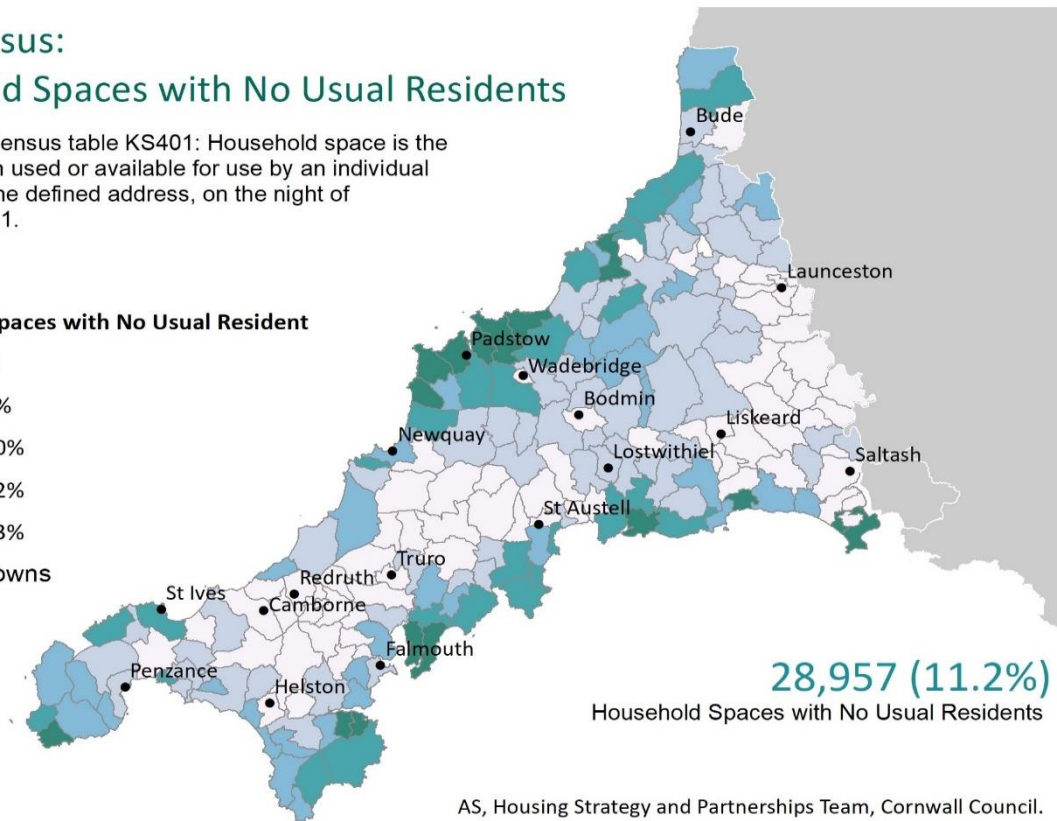 sus:
d Spaces with No Usual Residents
ensus table KS401: Household space is the
n used or available for use by an individual
ne defined address, on the night of
1.
paces with No Usual Resident
%
0%
2%
3%
owns
Bude
Launceston
Padstow
Wadebridge
Bodmin
Liskeard
Newquay
Lostwithiel
Saltash
St Austell
Truro
Redruth
St Ives
Camborne
Falmouth
Penzance
Helston
28,957 (11.2%)
Household Spaces with No Usual Residents
AS, Housing Strategy and Partnerships Team, Cornwall Council.